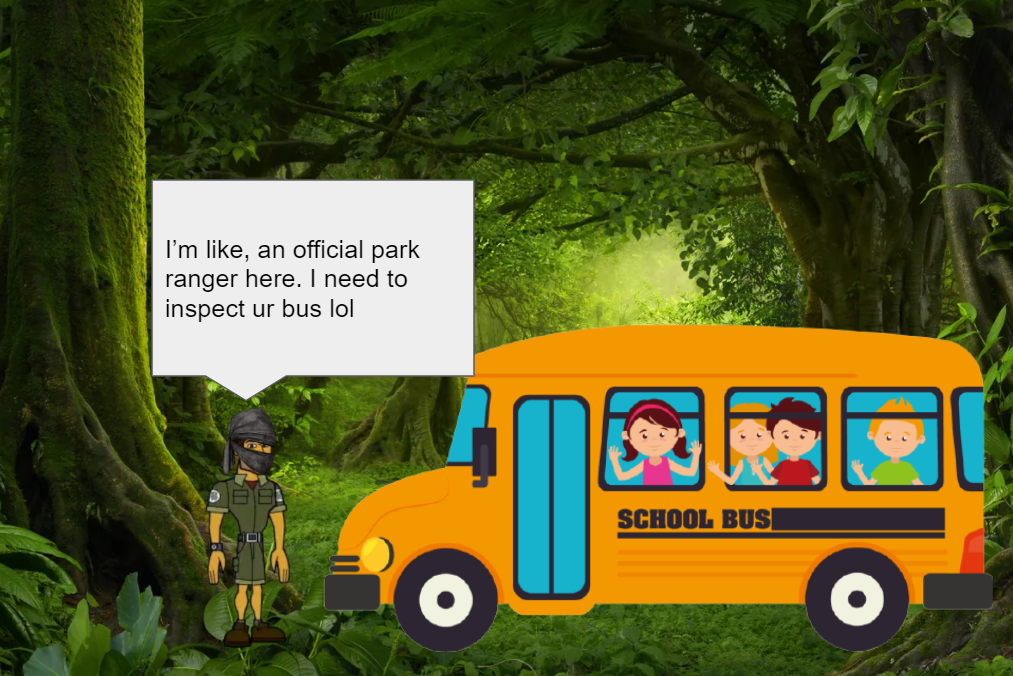 I’m like, an official park
ranger here. I need to
inspect ur bus lol
SCHOOL BUS